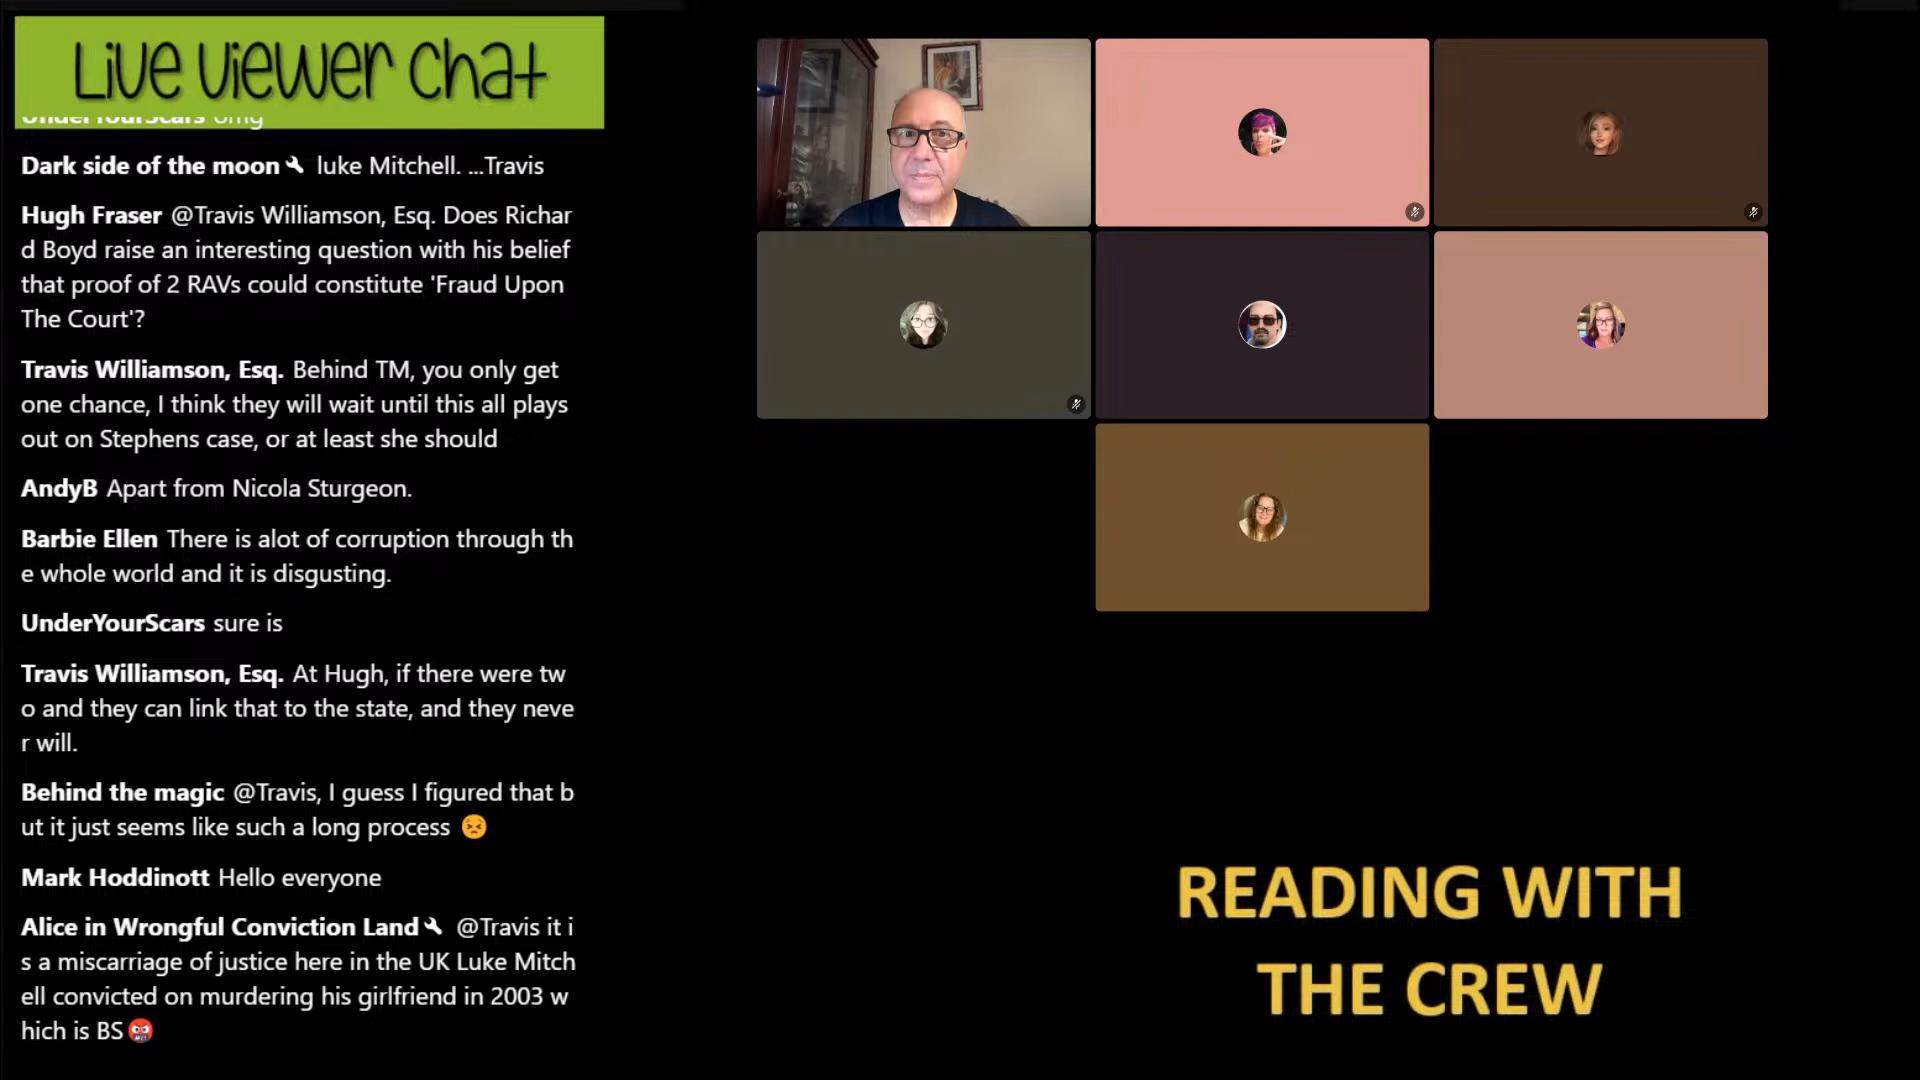 Live Viewer Chat
UnderYourScars omg
Dark side of the moon luke Mitchell. ...Travis
Hugh Fraser @Travis Williamson, Esq. Does Richar
d Boyd raise an interesting question with his belief
that proof of 2 RAVs could constitute 'Fraud Upon
The Court'?
Travis Williamson, Esq. Behind TM, you only get
one chance, I think they will wait until this all plays
out on Stephens case, or at least she should
AndyB Apart from Nicola Sturgeon.
Barbie Ellen There is alot of corruption through th
e whole world and it is disgusting.
UnderYourScars sure is
Travis Williamson, Esq. At Hugh, if there were tw
o and they can link that to the state, and they neve
r will.
Behind the magic @Travis, I guess I figured that b
ut it just seems like such a long process
Mark Hoddinott Hello everyone
Alice in Wrongful Conviction Land @Travis it i
s a miscarriage of justice here in the UK Luke Mitch
ell convicted on murdering his girlfriend in 2003 w
hich is BS
READING WITH
THE CREW